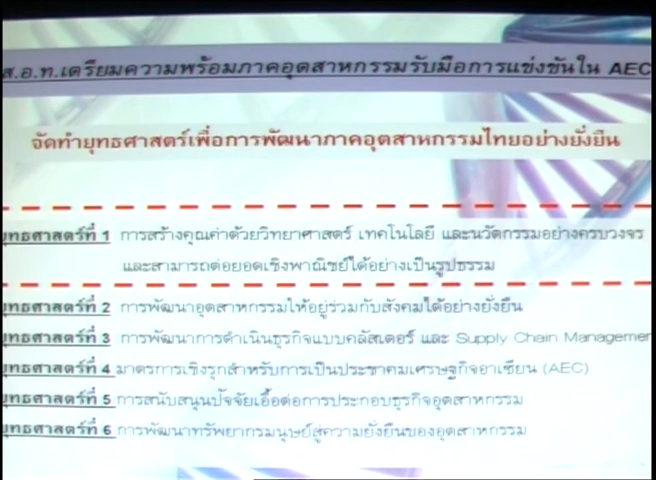 ส.อ.ท.เตรียมความพร้อมภาคอุตสาหกรรมรับมือการแข่งขันใน AEC
จัดทำยุทธศาสตร์เพื่อการพัฒนาภาคอุตสาหกรรมไทยอย่างยั่งยืน
ยุทธศาสตร์ที่ 1 การสร้างคุณค่าด้วยวิทยาศาสตร์ เทคโนโลยี และนวัตกรรมอย่างครบวงจร
และสามารถต่อยอดเชิงพาณิชย์ได้อย่างเป็นรูปธรรม
ยุทธศาสตร์ที่ 2 การพัฒนาอุตสาหกรรมให้อยู่ร่วมกับสังคมได้อย่างยั่งยืน
ยุทธศาสตร์ที่ 3 การพัฒนาการดำเนินธุรกิจแบบคลัสเตอร์ และ Supply Chain Managemer
ยุทธศาสตร์ที่ 4 มาตรการเชิงรุกสำหรับการเป็นประชาคมเศรษฐกิจอาเซียน (AEC)
ยุทธศาสตร์ที่ 5 การสนับสนุนปัจจัยเอื้อต่อการประกอบธุรกิจอุตสาหกรรม
ยุทธศาสตร์ที่ 6 การพัฒนาทรัพยากรมนุษย์สู่ความยั่งยืนของอุตสาหกรรม